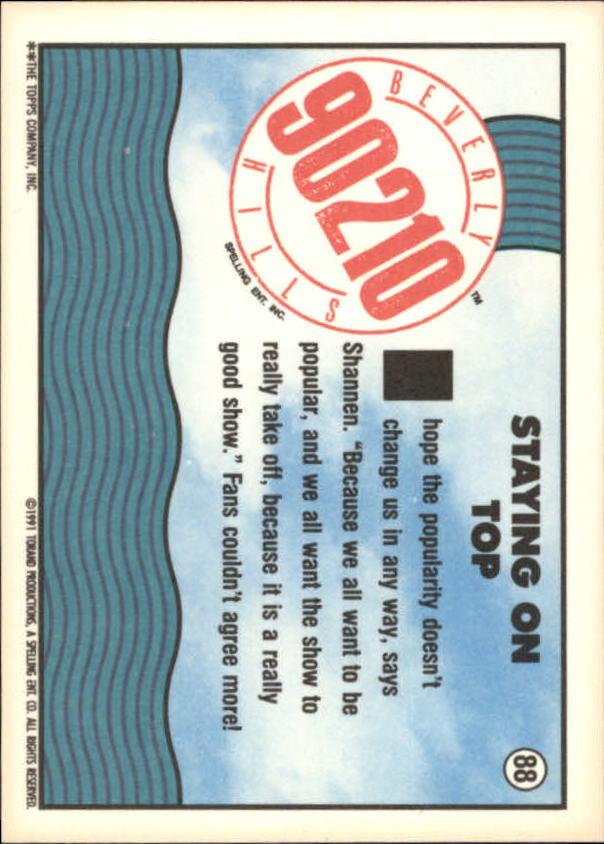 88
STAYING ON
TOP
BEVERLY
90210
HILLS
TM
SPELLING ENT. INC.
I hope the popularity doesn't
change us in any way, says
Shannen. "Because we all want to be
popular, and we all want the show to
really take off, because it is a really
good show." Fans couldn't agree more!
**THE TOPPS COMPANY, INC.
©1991 TORAND PRODUCTIONS, A SPELLING ENT. CO. ALL RIGHTS RESERVED.